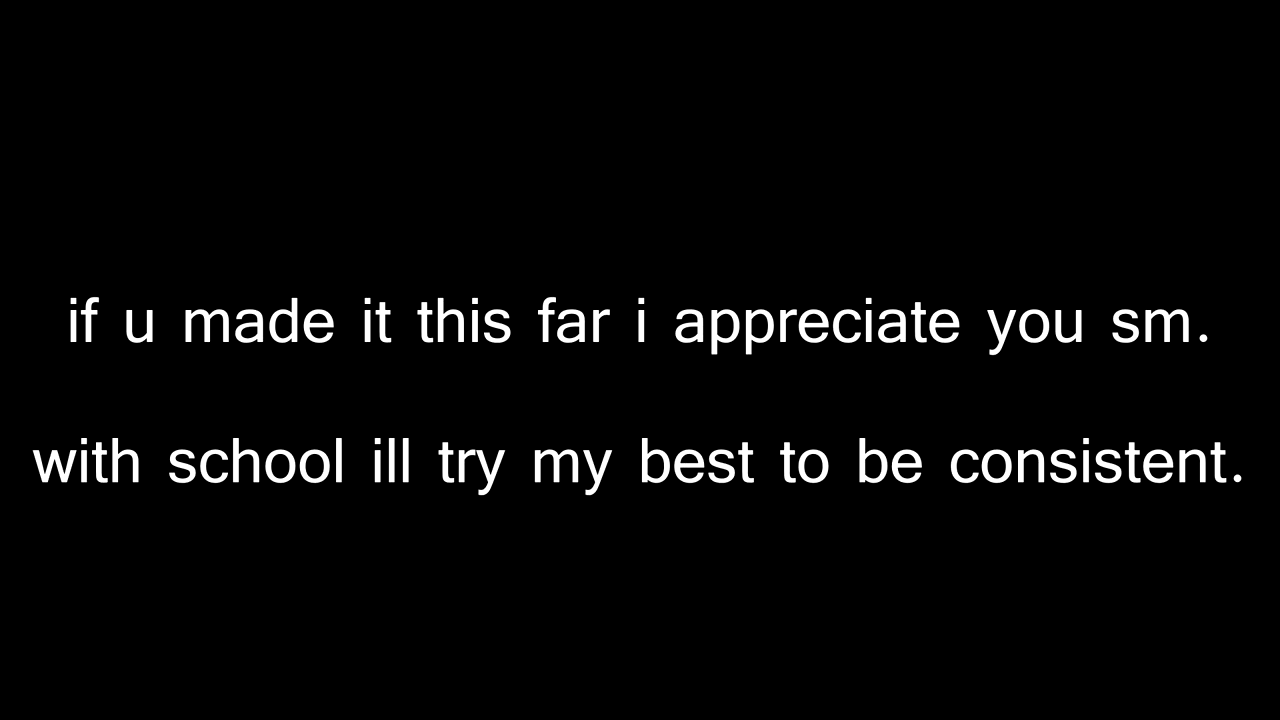 if u made it this far i appreciate you sm.
with school ill try my best to be consistent.